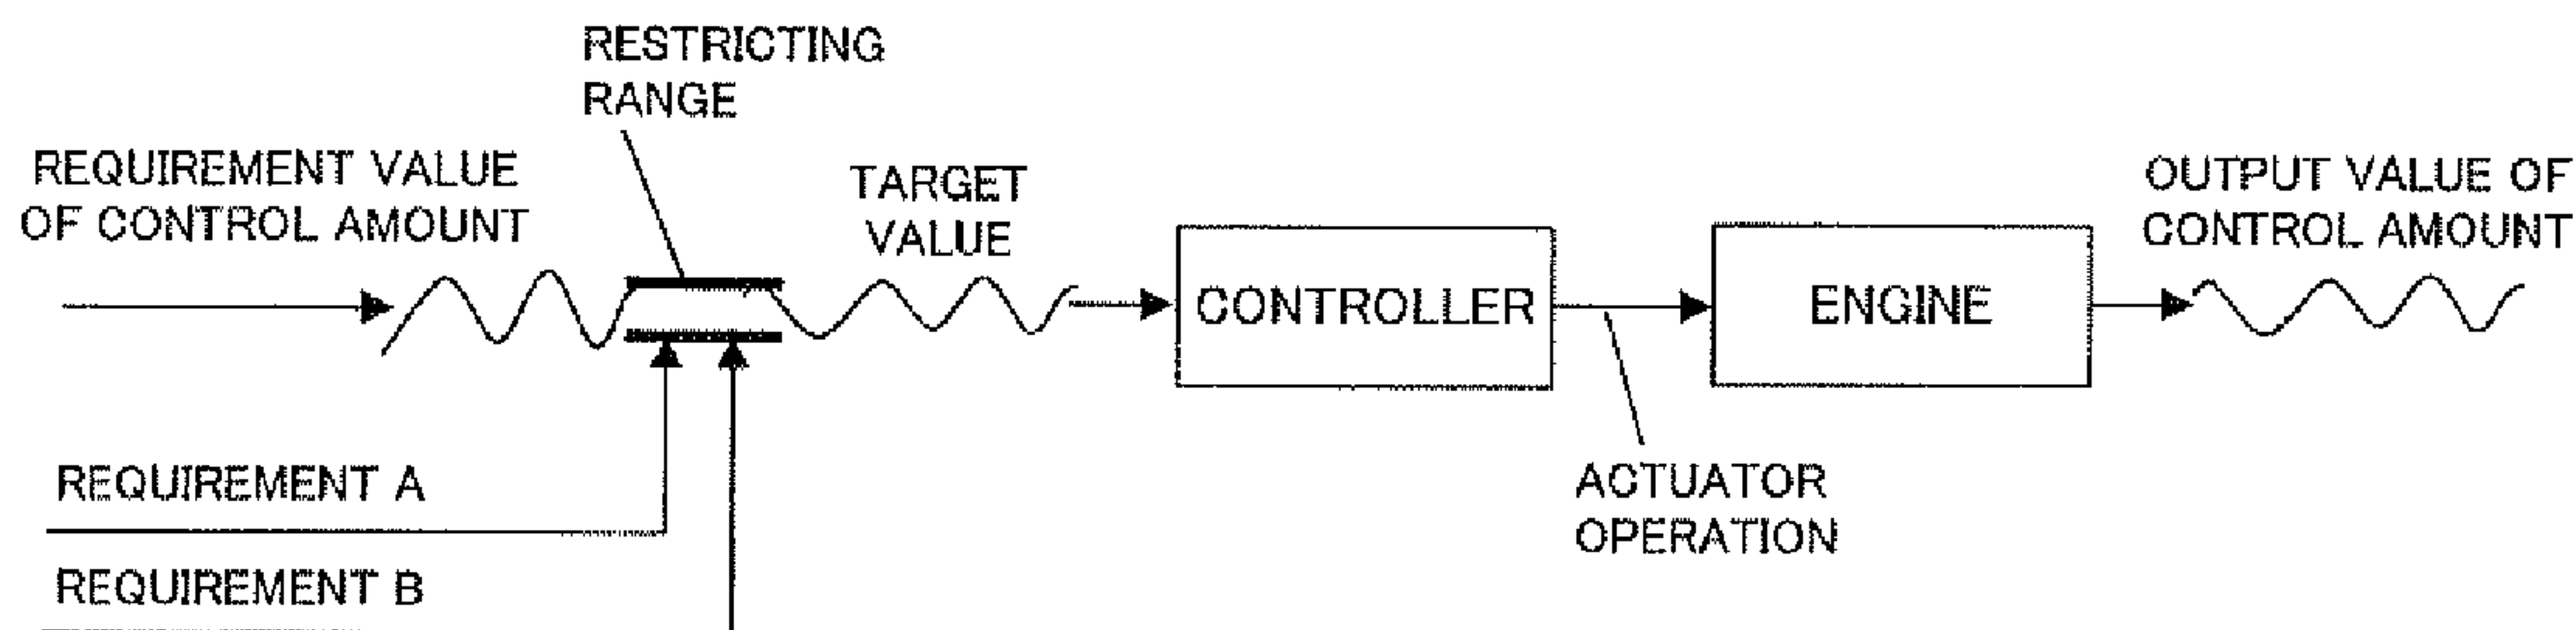 RESTRICTING
RANGE
REQUIREMENT VALUE
OF CONTROL AMOUNT
TARGET
VALUE
CONTROLLER
ENGINE
OUTPUT VALUE OF
CONTROL AMOUNT
ACTUATOR
OPERATION
REQUIREMENT A
REQUIREMENT B